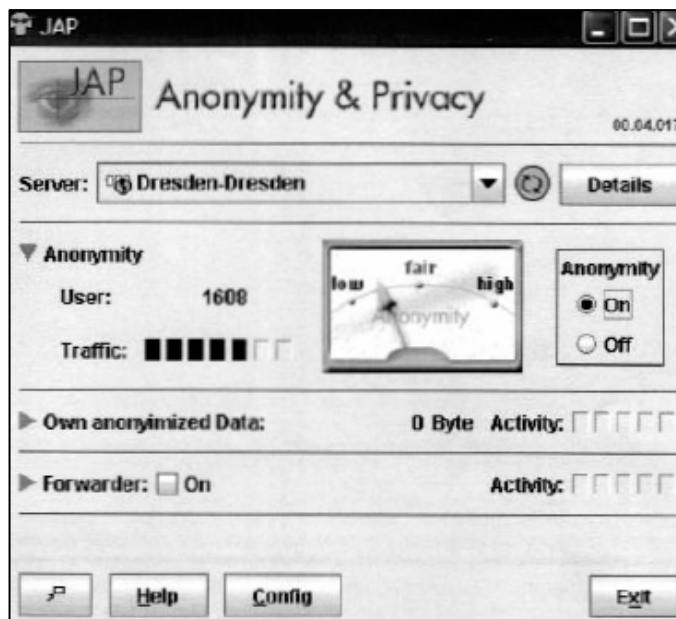 JAP
JAP Anonymity & Privacy
00.04.017
Server: Dresden-Dresden Details
Anonymity
User: 1608
Traffic:
low fair high
Anonymity
Anonymity
On
Off
Own anonyimized Data: 0 Byte Activity:
Forwarder: On Activity:
Help Config Exit